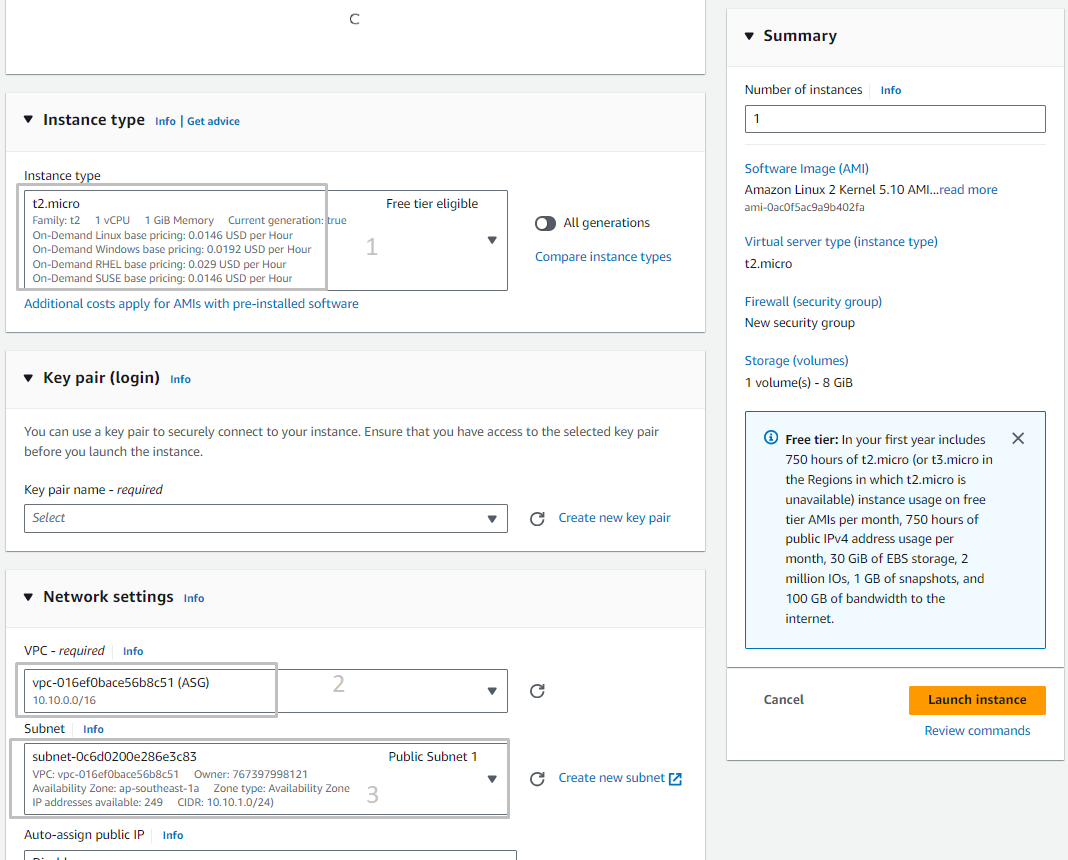 Instance type Info | Get advice
Instance type
t2.micro Free tier eligible
Family: t2 1 vCPU 1 GiB Memory Current generation: true
On-Demand Linux base pricing: 0.0146 USD per Hour
On-Demand Windows base pricing: 0.0192 USD per Hour
On-Demand RHEL base pricing: 0.029 USD per Hour
On-Demand SUSE base pricing: 0.0146 USD per Hour
1
All generations
Compare instance types
Additional costs apply for AMIs with pre-installed software
Key pair (login) Info
You can use a key pair to securely connect to your instance. Ensure that you have access to the selected key pair
before you launch the instance.
Key pair name - required
Select
Create new key pair
Network settings Info
VPC - required Info
vpc-016ef0bace56b8c51 (ASG)
10.10.0.0/16
2
Subnet Info
subnet-0c6d0200e286e3c83 Public Subnet 1
VPC: vpc-016ef0bace56b8c51 Owner: 767397998121
Availability Zone: ap-southeast-1a Zone type: Availability Zone
IP addresses available: 249 CIDR: 10.10.1.0/24)
3
Create new subnet
Auto-assign public IP Info
Summary
Number of instances Info
1
Software Image (AMI)
Amazon Linux 2 Kernel 5.10 AMI...read more
ami-0ac0f5ac9a9b402fa
Virtual server type (instance type)
t2.micro
Firewall (security group)
New security group
Storage (volumes)
1 volume(s) - 8 GiB
Free tier: In your first year includes
750 hours of t2.micro (or t3.micro in
the Regions in which t2.micro is
unavailable) instance usage on free
tier AMIs per month, 750 hours of
public IPv4 address usage per
month, 30 GiB of EBS storage, 2
million IOs, 1 GB of snapshots, and
100 GB of bandwidth to the
internet.
Cancel
Launch instance
Review commands